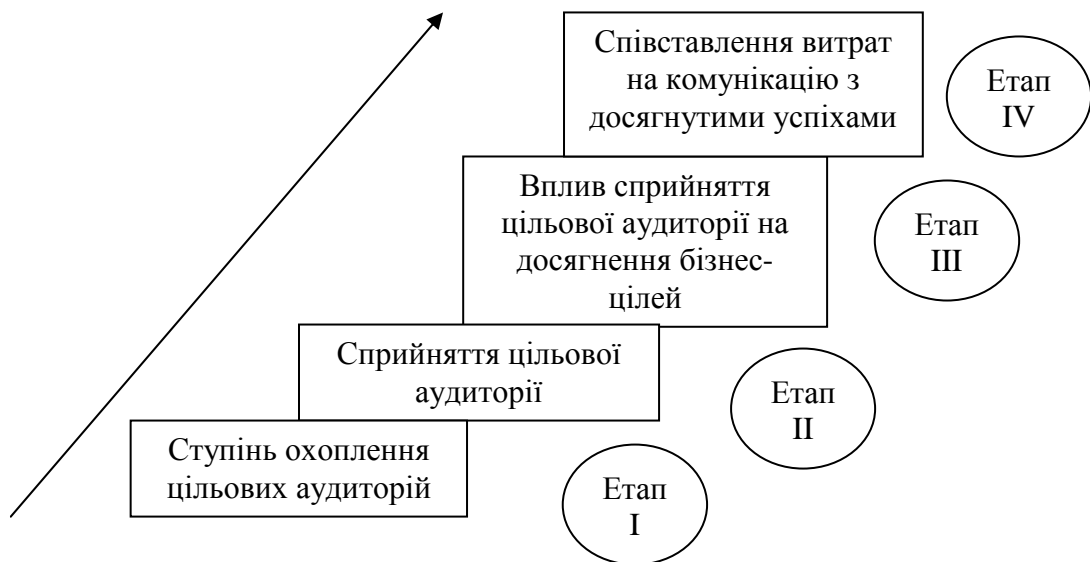 Співставлення витрат
на комунікацію з
досягнутими успіхами
Етап
IV
Вплив сприйняття
цільової аудиторії на
досягнення бізнес-
цілей
Етап
III
Сприйняття цільової
аудиторії
Етап
II
Ступінь охоплення
цільових аудиторій
Етап
I